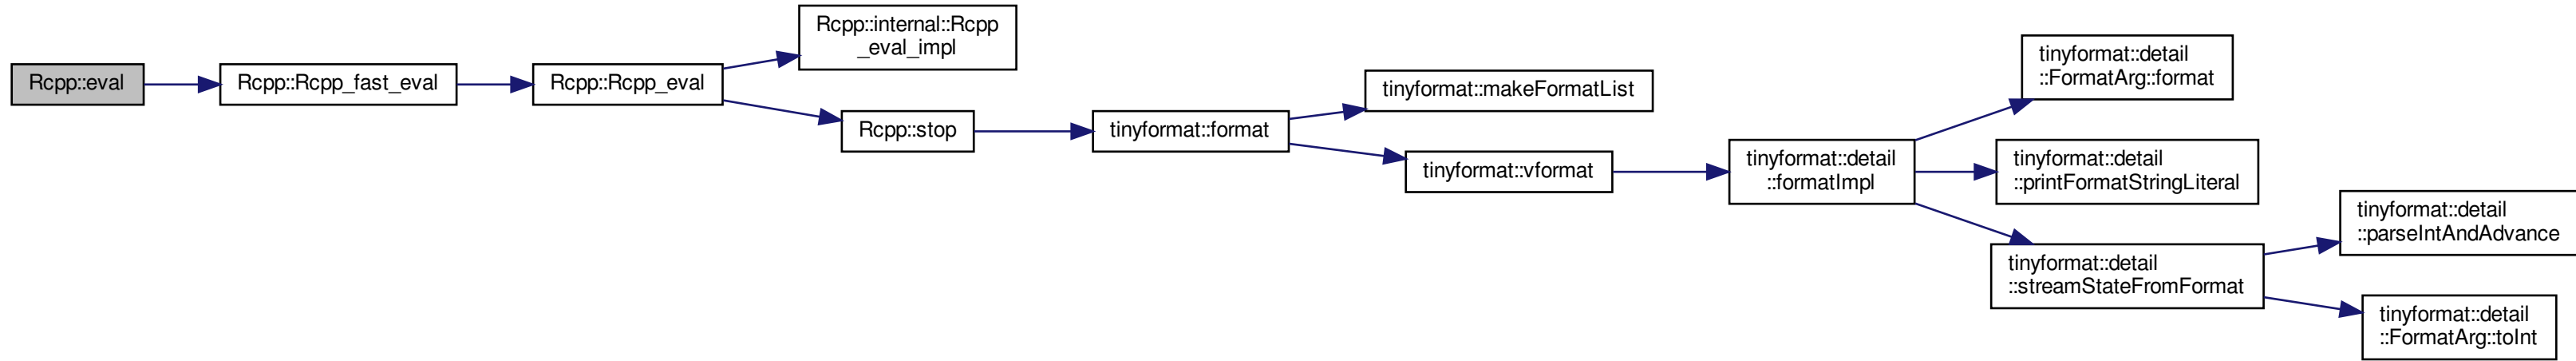 Rcpp::eval
Rcpp::Rcpp_fast_eval
Rcpp::Rcpp_eval
Rcpp::internal::Rcpp
_eval_impl
Rcpp::stop
tinyformat::format
tinyformat::makeFormatList
tinyformat::vformat
tinyformat::detail
::formatImpl
tinyformat::detail
::FormatArg::format
tinyformat::detail
::printFormatStringLiteral
tinyformat::detail
::streamStateFromFormat
tinyformat::detail
::parseIntAndAdvance
tinyformat::detail
::FormatArg::toInt